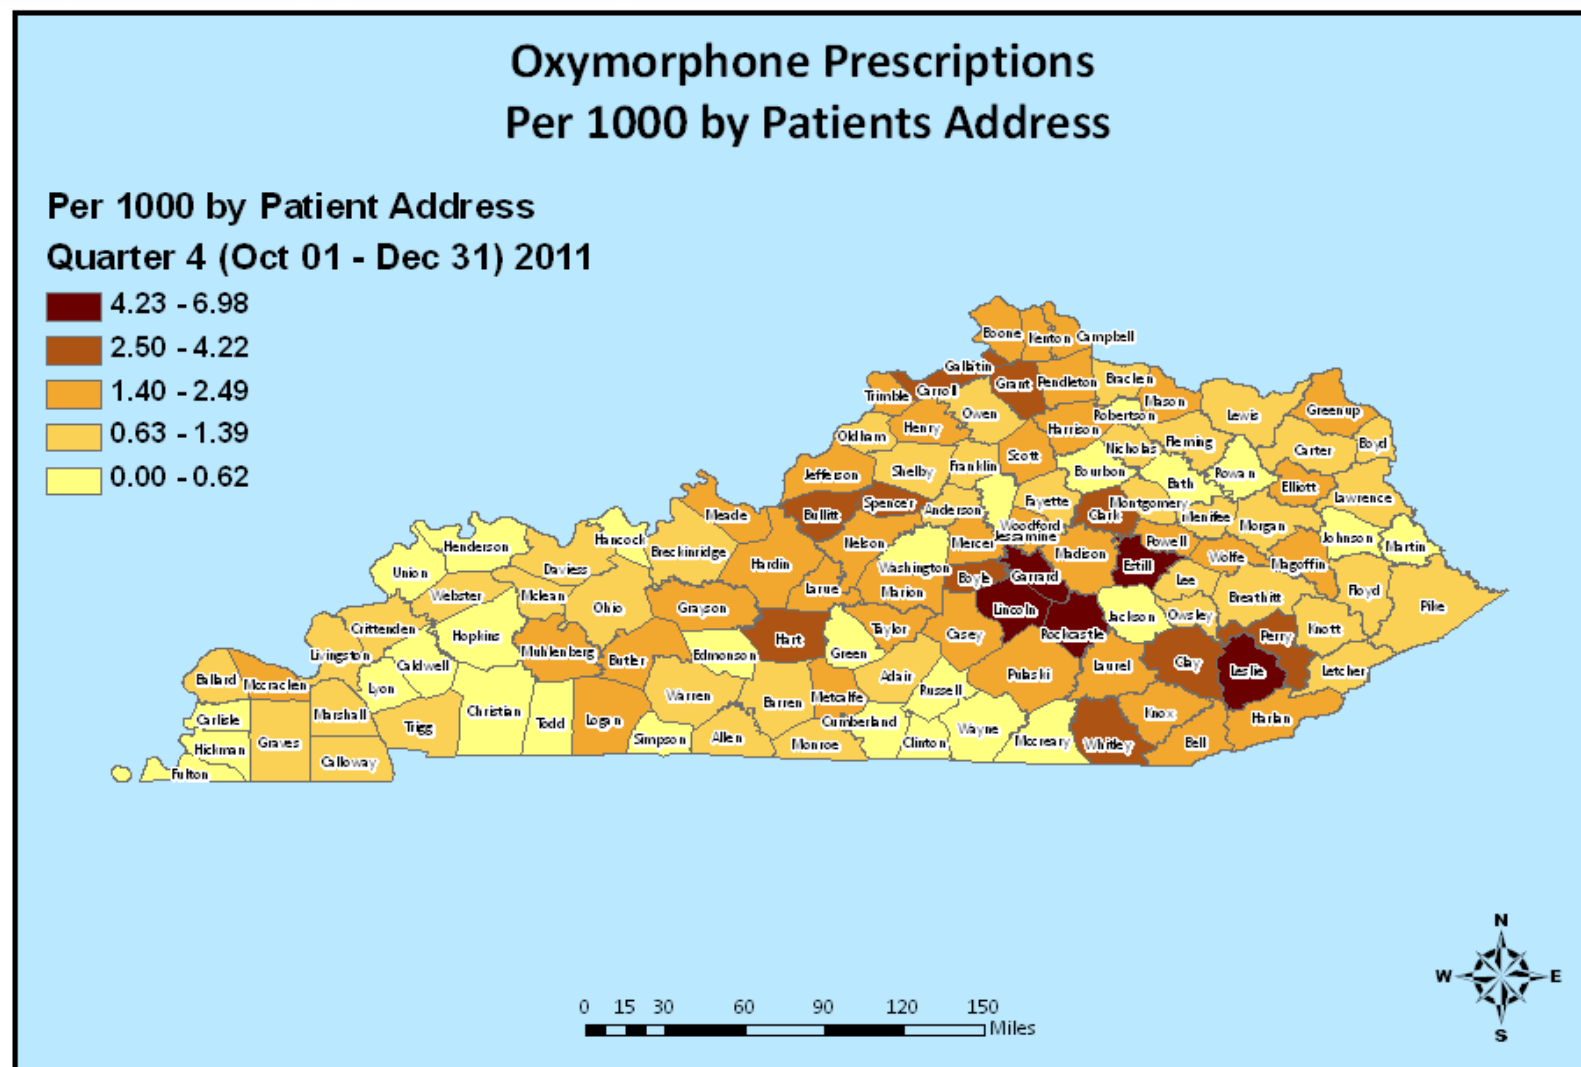 Oxymorphone Prescriptions
Per 1000 by Patients Address
Per 1000 by Patient Address
Quarter 4 (Oct 01 - Dec 31) 2011
4.23 - 6.98
2.50 - 4.22
1.40 - 2.49
0.63 - 1.39
0.00 - 0.62
Boone
Kenton
Campbell
Gallatin
Grant
Pendleton
Bracken
Trimble
Carroll
Owen
Robertson
Mason
Lewis
Greenup
Oldham
Henry
Harrison
Nicholas
Fleming
Carter
Boyd
Jefferson
Shelby
Franklin
Scott
Bourbon
Bath
Rowan
Elliott
Lawrence
Meade
Bullitt
Spencer
Anderson
Woodford
Fayette
Clark
Montgomery
Menifee
Morgan
Johnson
Martin
Henderson
Hancock
Breckinridge
Hardin
Nelson
Washington
Mercer
Jessamine
Madison
Powell
Wolfe
Magoffin
Union
Daviess
Webster
Mclean
Ohio
Grayson
Larue
Marion
Boyle
Garrard
Estill
Lee
Breathitt
Floyd
Pike
Crittenden
Hopkins
Muhlenberg
Butler
Edmonson
Hart
Green
Taylor
Casey
Lincoln
Rockcastle
Jackson
Owsley
Perry
Knott
Livingston
Caldwell
Lyon
Ballard
Mccracken
Warren
Barren
Metcalfe
Adair
Russell
Pulaski
Laurel
Clay
Leslie
Letcher
Carlisle
Graves
Marshall
Trigg
Christian
Todd
Logan
Simpson
Allen
Monroe
Cumberland
Clinton
Wayne
Mccreary
Whitley
Knox
Bell
Harlan
Hickman
Fulton
Calloway
N
W
E
S
0 15 30 60 90 120 150
Miles